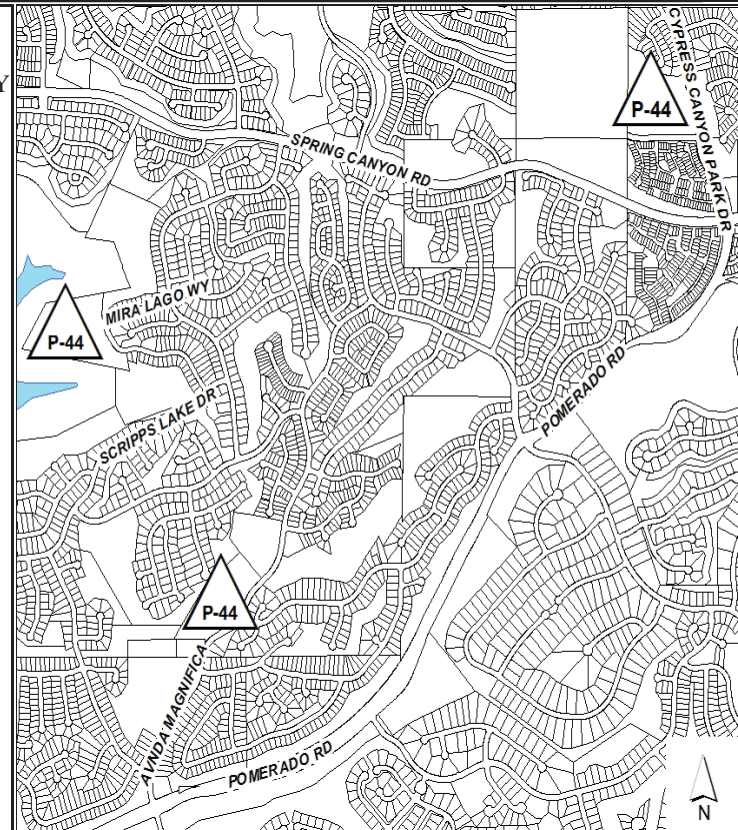 Y
CYPRESS CANYON PARK DR
P-44
SPRING CANYON RD
MIRA LAGO WY
P-44
POMERADO RD
SCRIPPS LAKE DR
P-44
AVNDA MAGNIFICA
POMERADO RD
N